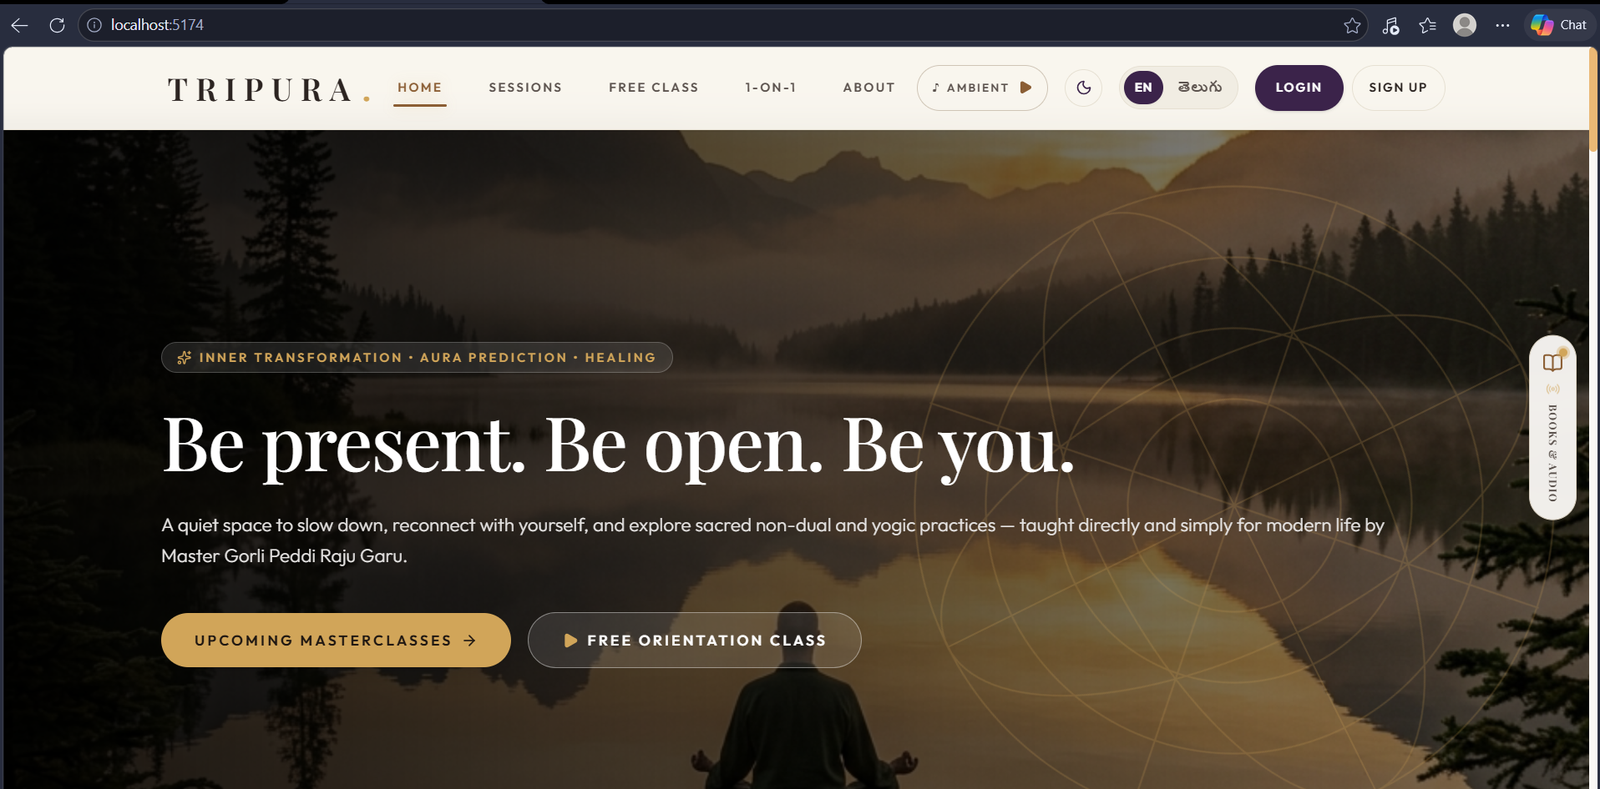 localhost:5174
Chat
TRIPURA.
HOME
SESSIONS
FREE CLASS
1-ON-1
ABOUT
♪ AMBIENT
EN
తెలుగు
LOGIN
SIGN UP
INNER TRANSFORMATION • AURA PREDICTION • HEALING
Be present. Be open. Be you.
A quiet space to slow down, reconnect with yourself, and explore sacred non-dual and yogic practices — taught directly and simply for modern life by
Master Gorli Peddi Raju Garu.
UPCOMING MASTERCLASSES →
FREE ORIENTATION CLASS
BOOKS & AUDIO